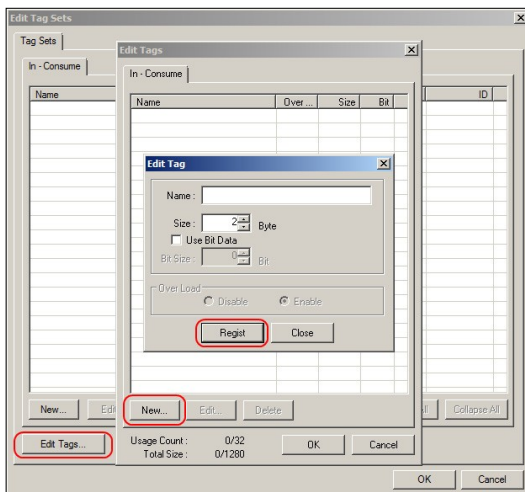 Edit Tag Sets
Tag Sets
In - Consume
Name
ID
Edit Tags
In - Consume
Name Over ... Size Bit
Edit Tag
Name :
Size : 2 Byte
Use Bit Data
Bit Size : 0 Bit
Over Load
Disable Enable
Regist Close
New... Edit... Delete
Usage Count : 0/32
Total Size : 0/1280
OK Cancel
New... Collapse All
Edit Tags...
OK Cancel